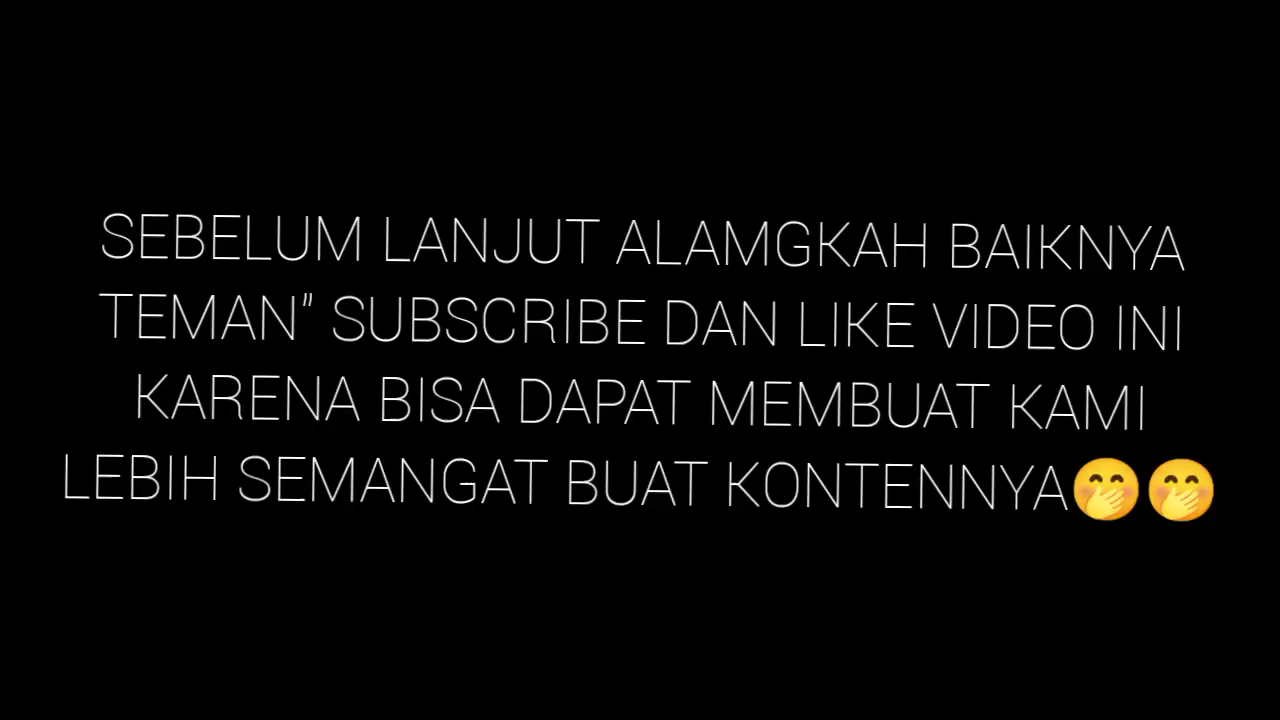 SEBELUM LANJUT ALAMGKAH BAIKNYA
TEMAN" SUBSCRIBE DAN LIKE VIDEO INI
KARENA BISA DAPAT MEMBUAT KAMI
LEBIH SEMANGAT BUAT KONTENNYA🤭🤭